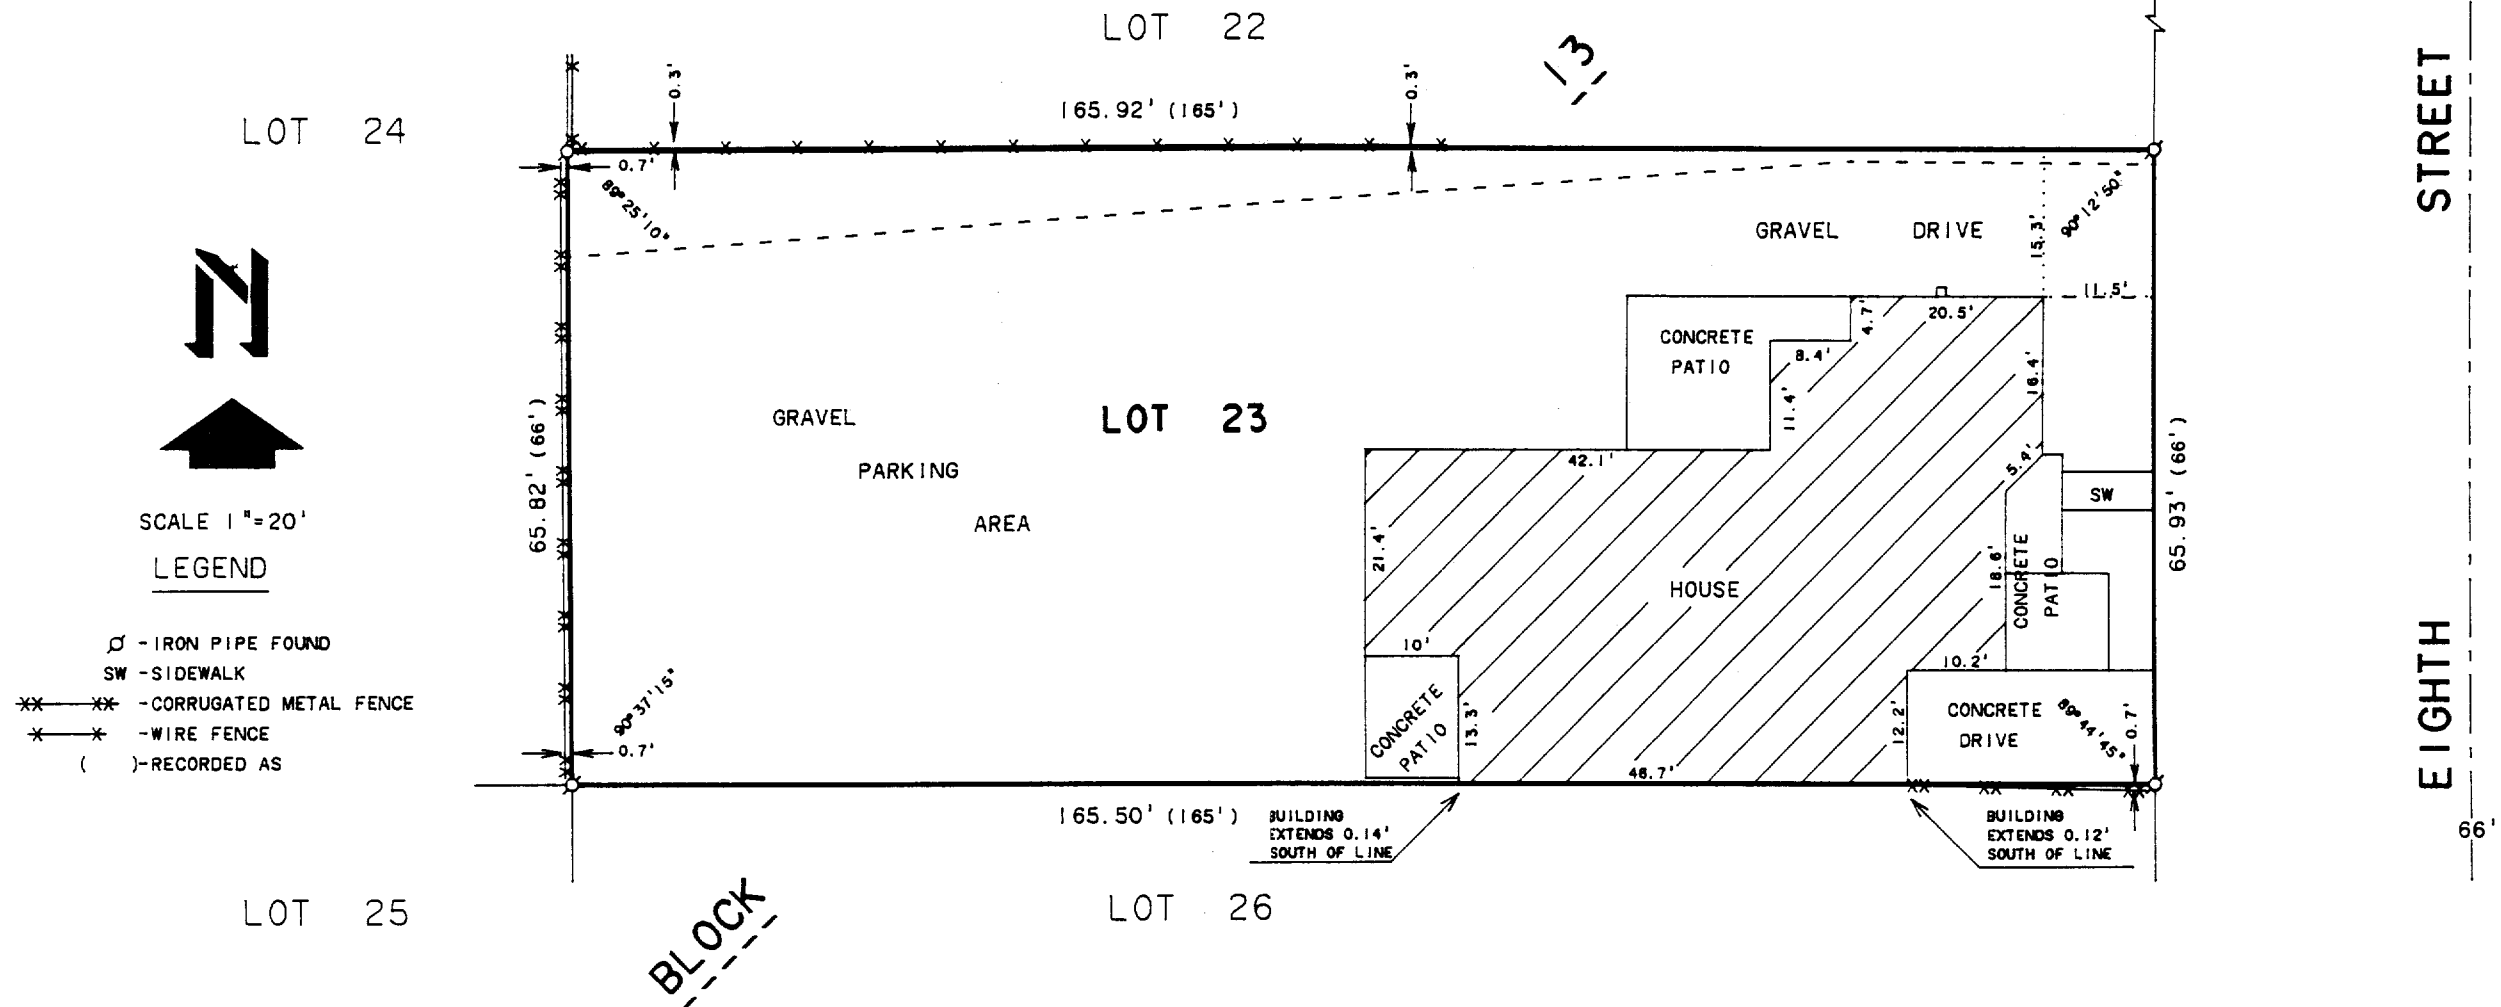 LOT 22
13
STREET
0.3'
0.3'
165.92' (165')
LOT 24
0.7'
89°25'10"
90°12'50"
GRAVEL DRIVE
15.3'
11.5'
20.5'
4.7'
CONCRETE
PATIO
8.4'
16.4'
11.4'
N
GRAVEL
LOT 23
PARKING
42.1'
AREA
SW
65.82' (66')
65.93' (66')
21.4'
18.6'
CONCRETE
PATIO
HOUSE
SCALE 1"=20'
LEGEND
Ø -IRON PIPE FOUND
SW -SIDEWALK
XX——XX -CORRUGATED METAL FENCE
X——X -WIRE FENCE
( )-RECORDED AS
EIGHTH
10'
10.2'
90°37'15"
CONCRETE
PATIO
13.3'
12.2'
CONCRETE
DRIVE
89°44'45"
0.7'
0.7'
46.7'
165.50' (165')
BUILDING
EXTENDS 0.14'
SOUTH OF LINE
BUILDING
EXTENDS 0.12'
SOUTH OF LINE
66'
LOT 25
BLOCK
LOT 26